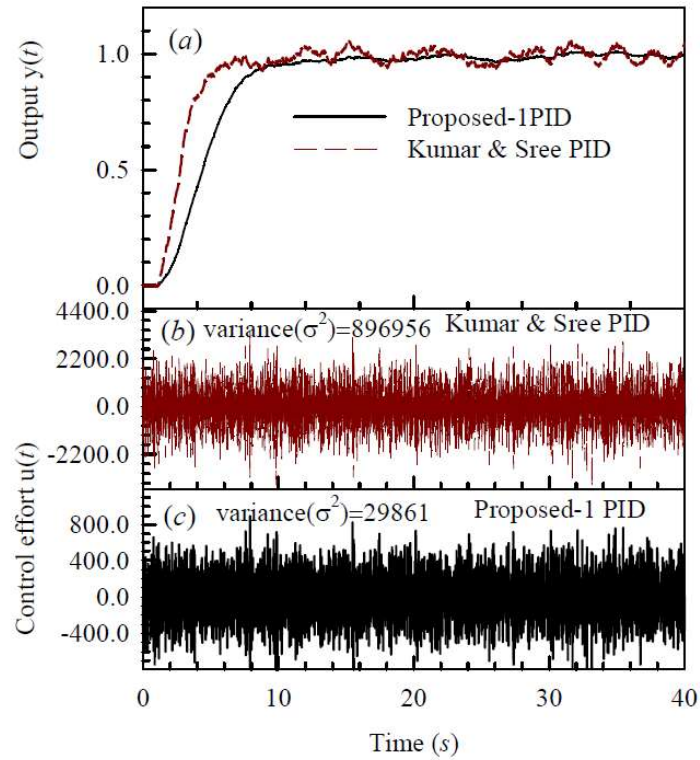 (a)
1.0
Output y(t)
Proposed-1PID
Kumar & Sree PID
0.5
0.0
4400.0
(b) variance(σ²)=896956 Kumar & Sree PID
2200.0
0.0
-2200.0
Control effort u(t)
(c) variance(σ²)=29861 Proposed-1 PID
800.0
400.0
0.0
-400.0
0 10 20 30 40
Time (s)